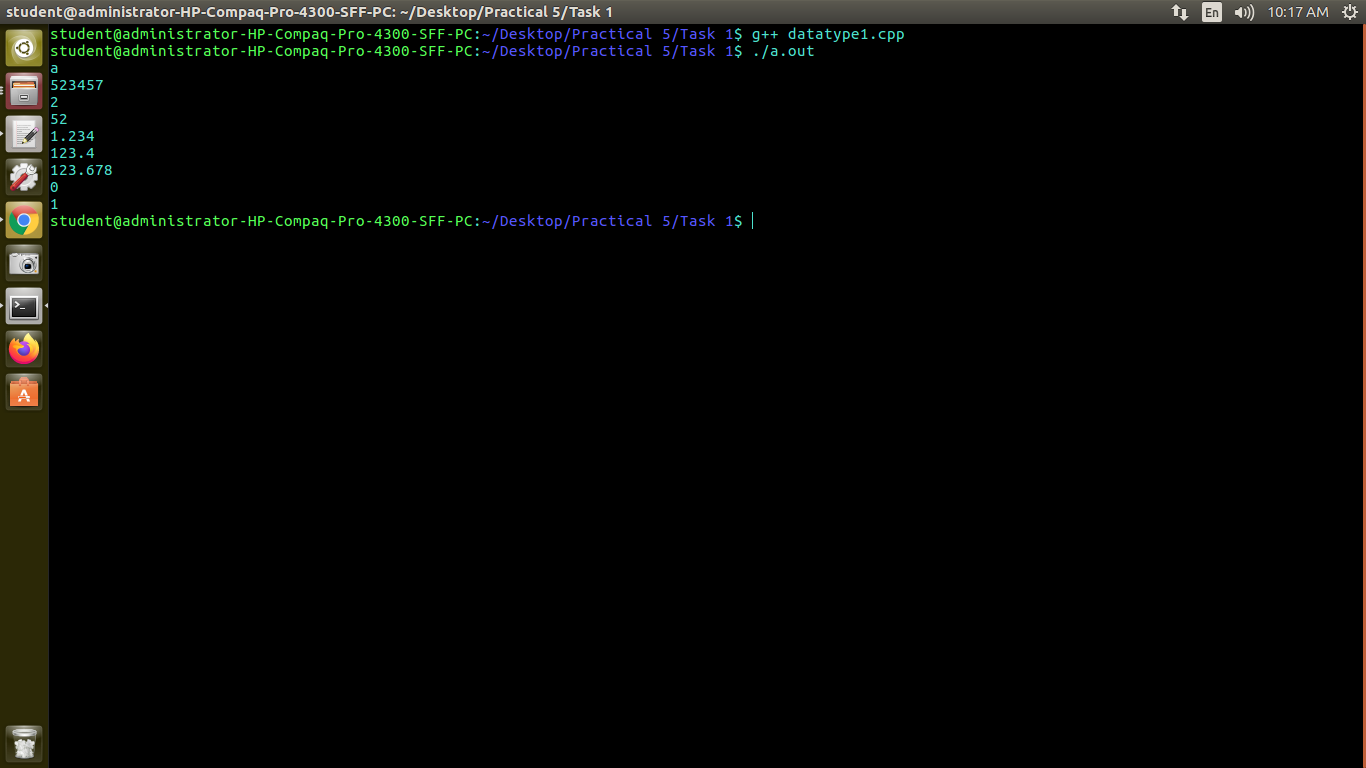 student@administrator-HP-Compaq-Pro-4300-SFF-PC: ~/Desktop/Practical 5/Task 1
En
10:17 AM
student@administrator-HP-Compaq-Pro-4300-SFF-PC:~/Desktop/Practical 5/Task 1$ g++ datatype1.cpp
student@administrator-HP-Compaq-Pro-4300-SFF-PC:~/Desktop/Practical 5/Task 1$ ./a.out
a
523457
2
52
1.234
123.4
123.678
0
1
student@administrator-HP-Compaq-Pro-4300-SFF-PC:~/Desktop/Practical 5/Task 1$